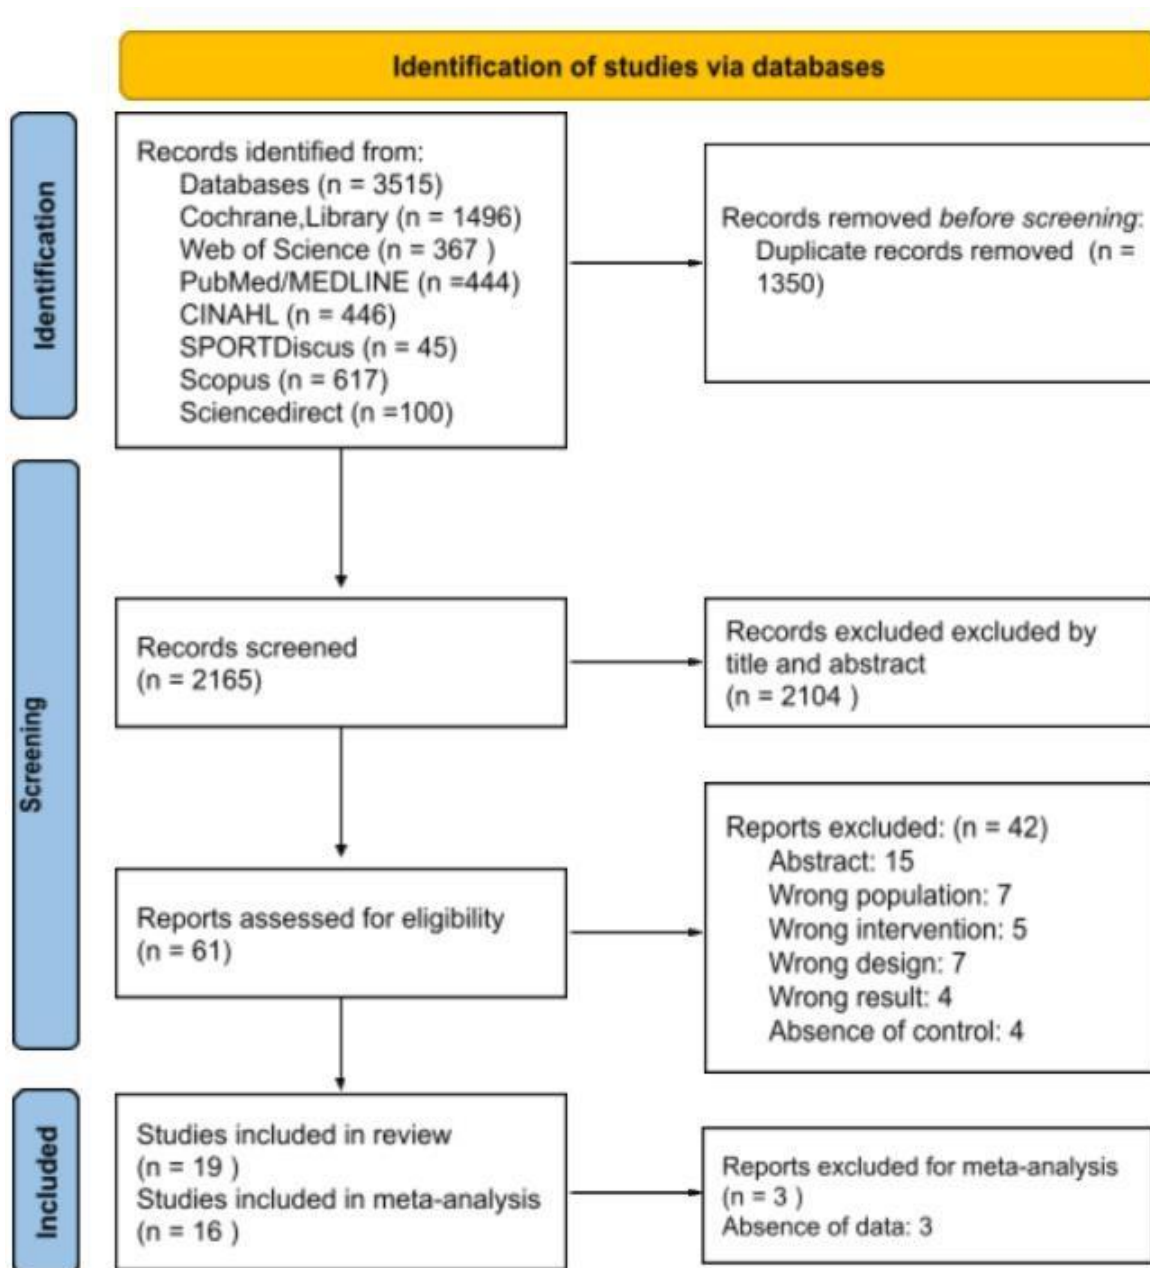 Identification of studies via databases
Identification
Records identified from:
Databases (n = 3515)
Cochrane,Library (n = 1496)
Web of Science (n = 367 )
PubMed/MEDLINE (n =444)
CINAHL (n = 446)
SPORTDiscus (n = 45)
Scopus (n = 617)
Sciencedirect (n =100)
Records removed before screening:
Duplicate records removed (n =
1350)
Screening
Records screened
(n = 2165)
Records excluded excluded by
title and abstract
(n = 2104 )
Reports assessed for eligibility
(n = 61)
Reports excluded: (n = 42)
Abstract: 15
Wrong population: 7
Wrong intervention: 5
Wrong design: 7
Wrong result: 4
Absence of control: 4
Included
Studies included in review
(n = 19 )
Studies included in meta-analysis
(n = 16 )
Reports excluded for meta-analysis
(n = 3 )
Absence of data: 3